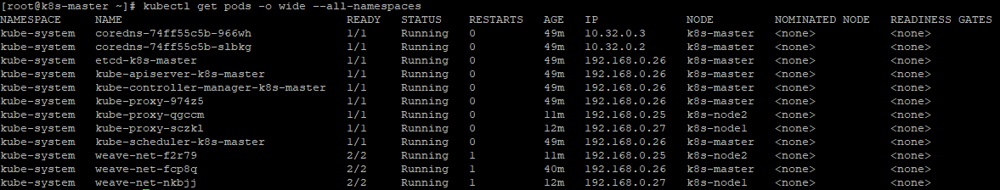 [root@k8s-master ~]# kubectl get pods -o wide --all-namespaces
NAMESPACE NAME READY STATUS RESTARTS AGE IP NODE NOMINATED NODE READINESS GATES
kube-system coredns-74ff55c5b-966wh 1/1 Running 0 49m 10.32.0.3 k8s-master <none> <none>
kube-system coredns-74ff55c5b-slbkg 1/1 Running 0 49m 10.32.0.2 k8s-master <none> <none>
kube-system etcd-k8s-master 1/1 Running 0 49m 192.168.0.26 k8s-master <none> <none>
kube-system kube-apiserver-k8s-master 1/1 Running 0 49m 192.168.0.26 k8s-master <none> <none>
kube-system kube-controller-manager-k8s-master 1/1 Running 0 49m 192.168.0.26 k8s-master <none> <none>
kube-system kube-proxy-974z5 1/1 Running 0 49m 192.168.0.26 k8s-master <none> <none>
kube-system kube-proxy-qgccm 1/1 Running 0 11m 192.168.0.25 k8s-node2 <none> <none>
kube-system kube-proxy-sczkl 1/1 Running 0 12m 192.168.0.27 k8s-node1 <none> <none>
kube-system kube-scheduler-k8s-master 1/1 Running 0 49m 192.168.0.26 k8s-master <none> <none>
kube-system weave-net-f2r79 2/2 Running 1 11m 192.168.0.25 k8s-node2 <none> <none>
kube-system weave-net-fcp8q 2/2 Running 1 40m 192.168.0.26 k8s-master <none> <none>
kube-system weave-net-nkbjj 2/2 Running 1 12m 192.168.0.27 k8s-node1 <none> <none>